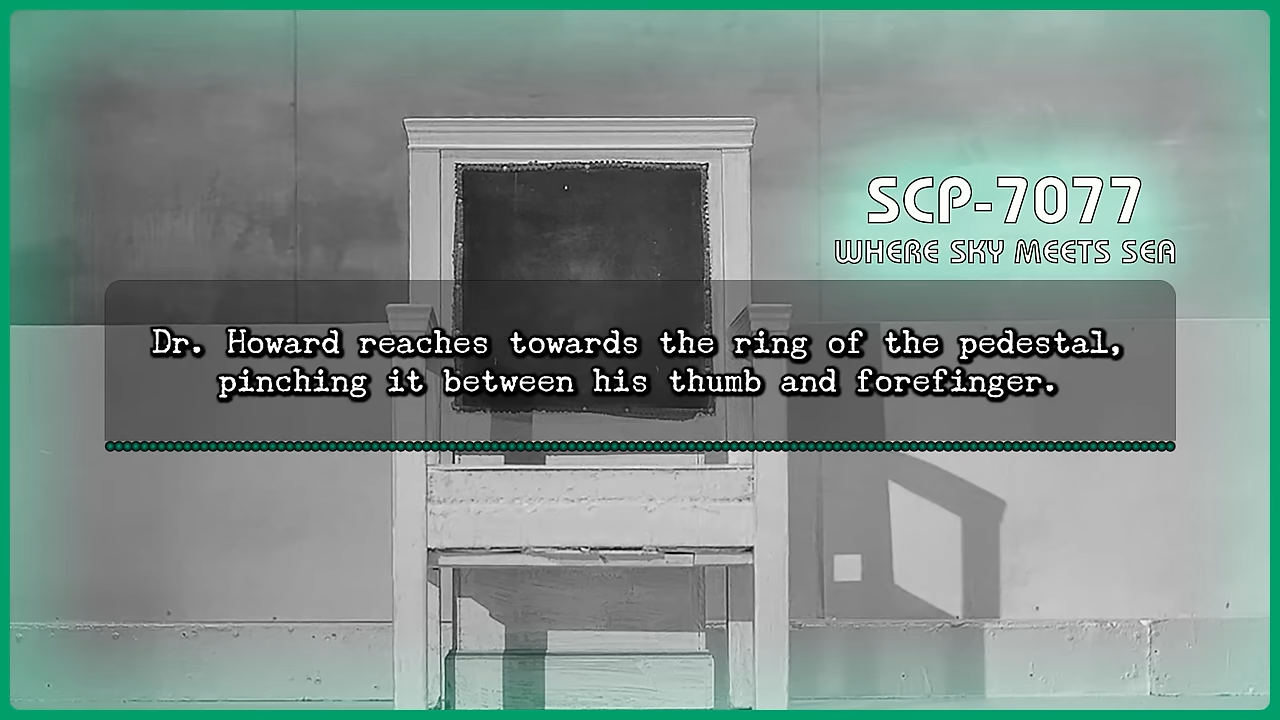 SCP-7077
WHERE SKY MEETS SEA
Dr. Howard reaches towards the ring of the pedestal,
pinching it between his thumb and forefinger.